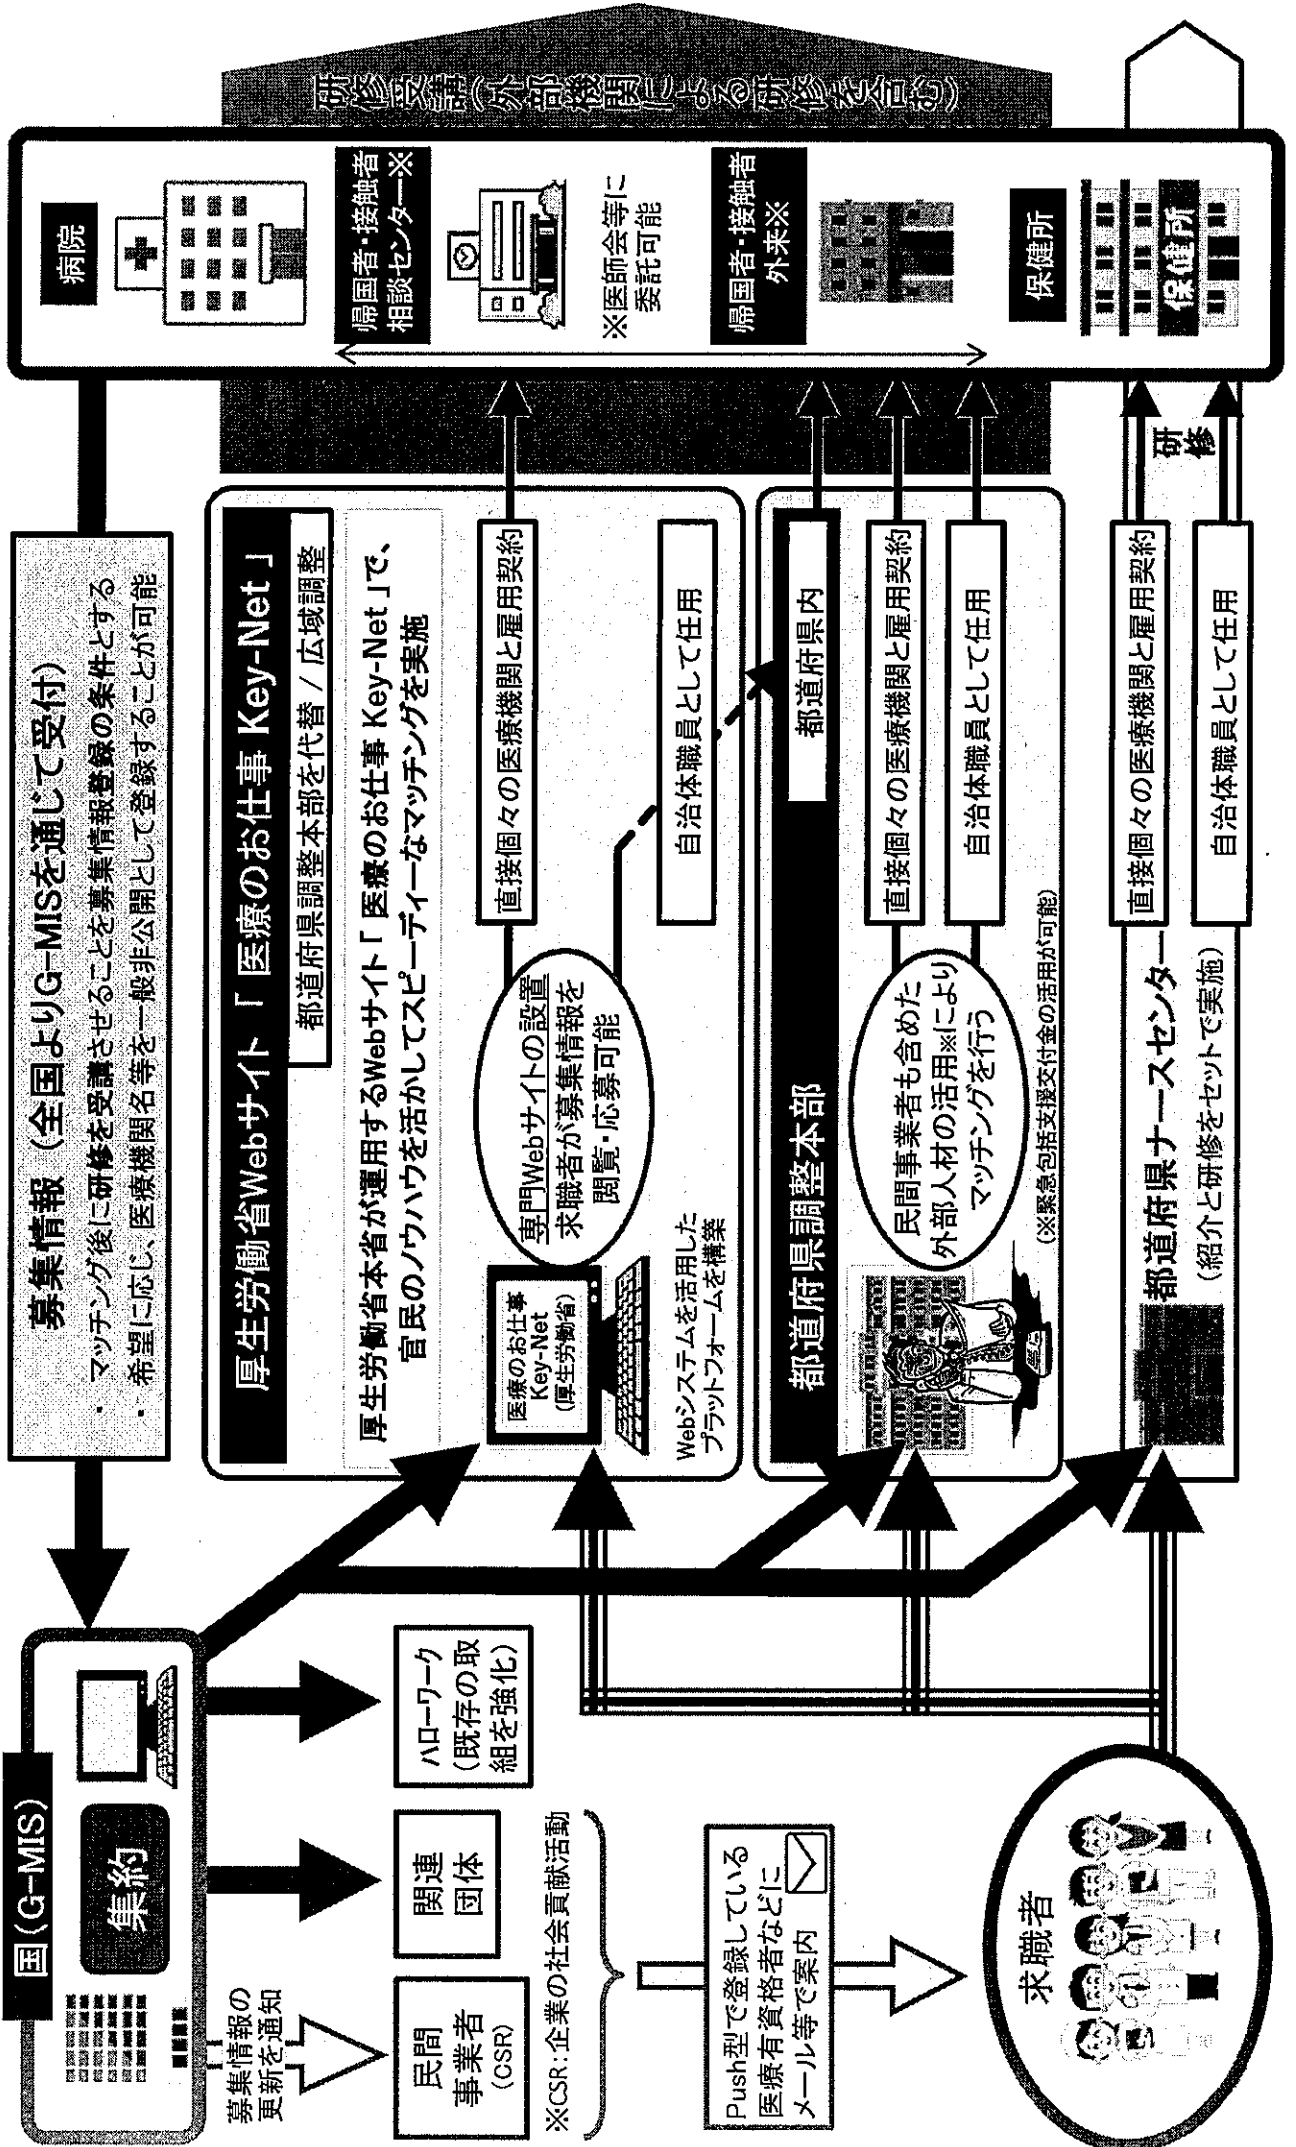 募集情報（全国よりG-MISを通じて受付）
・ マッチング後に研修を受講させることを募集情報登録の条件とする
・ 希望に応じ、医療機関名等を一般非公開として登録することが可能
国(G-MIS)
集約
募集情報の
更新を通知
民間
事業者
(CSR)
関連
団体
ハローワーク
(既存の取
組を強化)
※CSR:企業の社会貢献活動
Push型で登録している
医療有資格者などに
メール等で案内
求職者
厚生労働省Webサイト「 医療のお仕事 Key-Net 」
都道府県調整本部を代替 / 広域調整
厚生労働省本省が運用するWebサイト「 医療のお仕事 Key-Net 」で、
官民のノウハウを活かしてスピーディーなマッチングを実施
医療のお仕事
Key-Net
(厚生労働省)
専門Webサイトの設置
求職者が募集情報を
閲覧・応募可能
Webシステムを活用した
プラットフォームを構築
直接個々の医療機関と雇用契約
自治体職員として任用
都道府県調整本部
都道府県内
民間事業者も含めた
外部人材の活用※により
マッチングを行う
(※緊急包括支援交付金の活用が可能)
直接個々の医療機関と雇用契約
自治体職員として任用
都道府県ナースセンター
(紹介と研修をセットで実施)
直接個々の医療機関と雇用契約
自治体職員として任用
研修
病院
帰国者・接触者
相談センター※
※医師会等に
委託可能
帰国者・接触者
外来※
保健所
保健所
研修受講(外部機関による研修を含む)